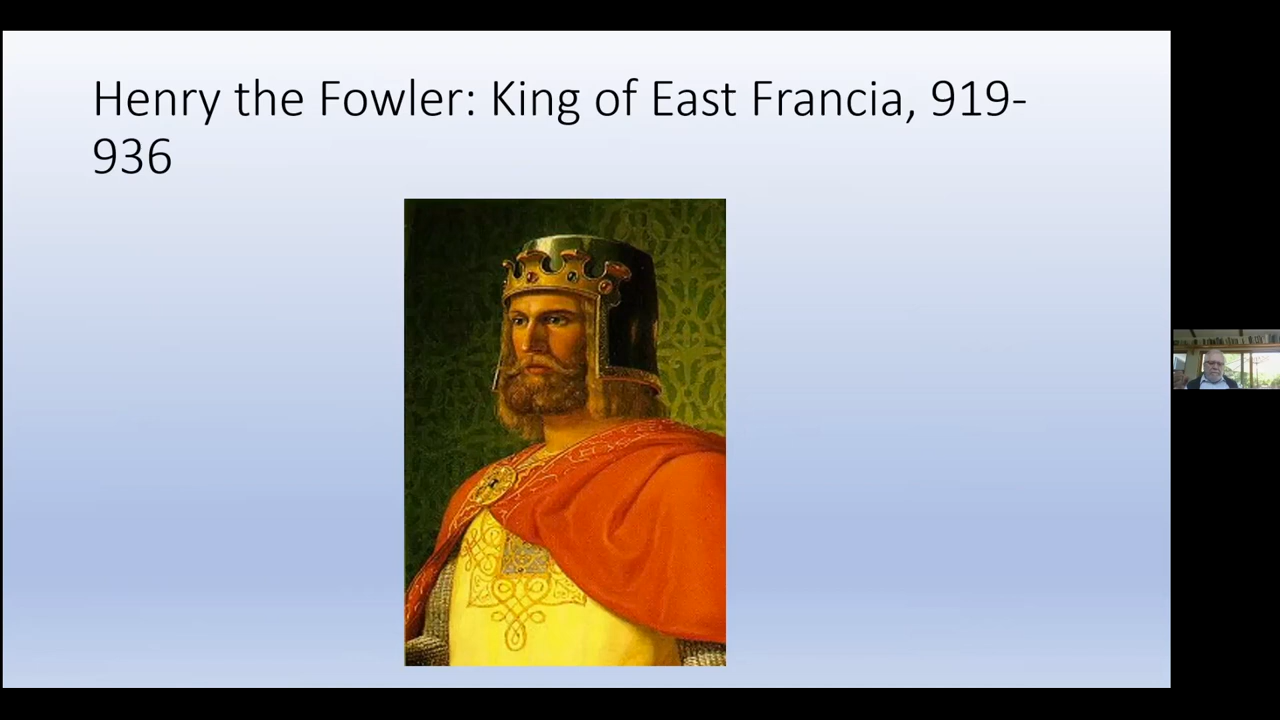 Henry the Fowler: King of East Francia, 919-
936